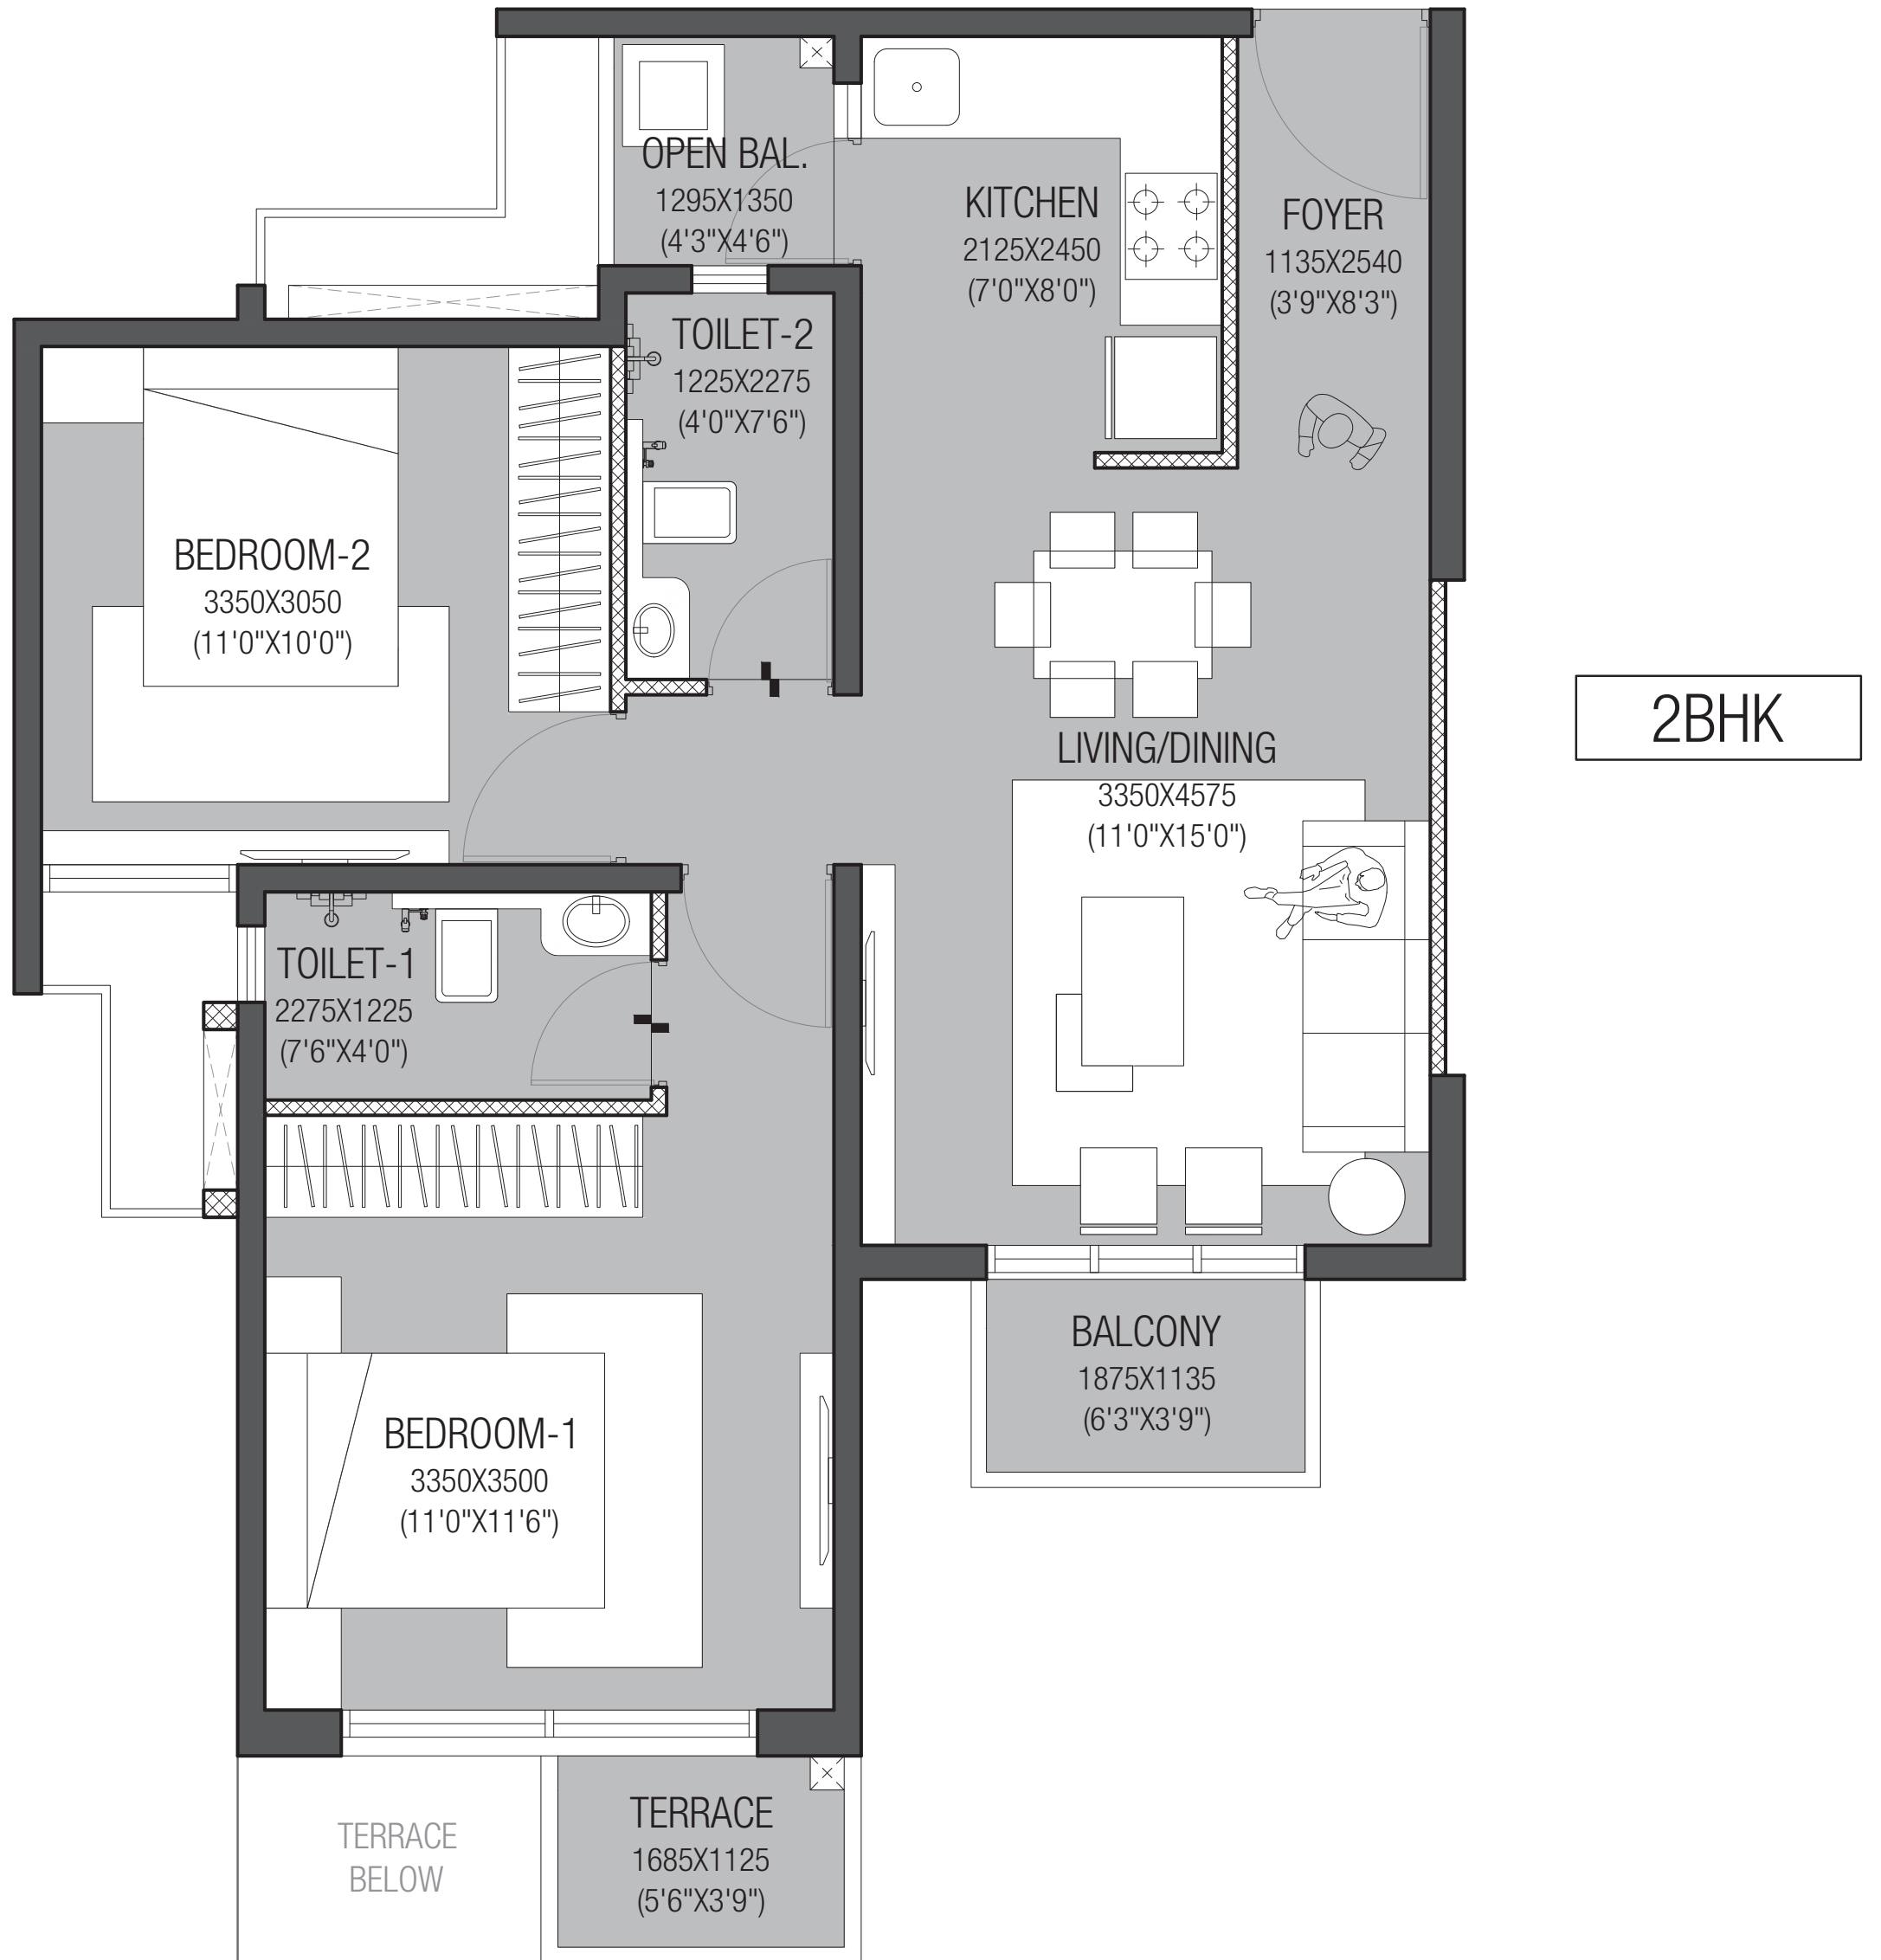 OPEN BAL.
1295X1350
(4'3"X4'6")
KITCHEN
2125X2450
(7'0"X8'0")
FOYER
1135X2540
(3'9"X8'3")
TOILET-2
1225X2275
(4'0"X7'6")
BEDROOM-2
3350X3050
(11'0"X10'0")
2BHK
LIVING/DINING
3350X4575
(11'0"X15'0")
TOILET-1
2275X1225
(7'6"X4'0")
BALCONY
1875X1135
(6'3"X3'9")
BEDROOM-1
3350X3500
(11'0"X11'6")
TERRACE
BELOW
TERRACE
1685X1125
(5'6"X3'9")